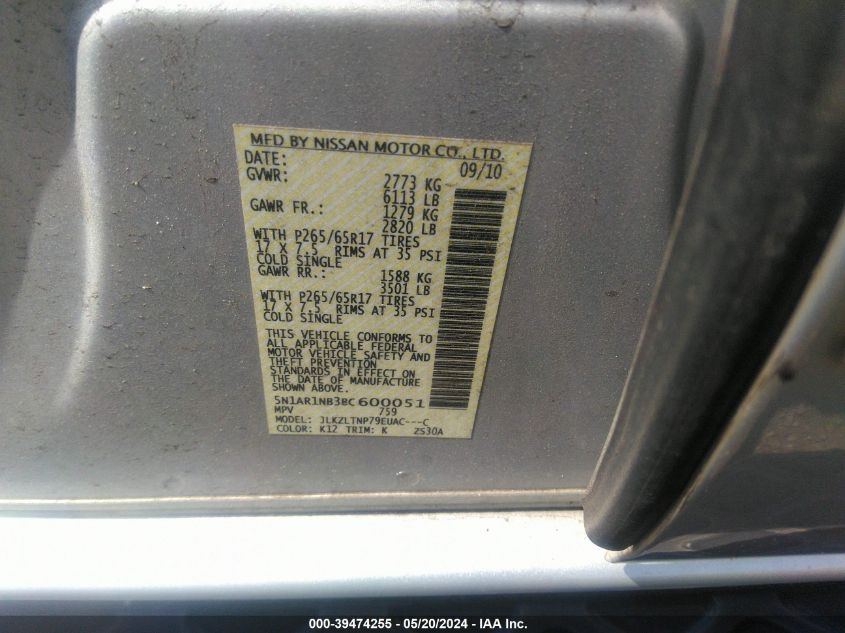 MFD BY NISSAN MOTOR CO., LTD.
DATE: 09/10
GVWR: 2773 KG
6113 LB
GAWR FR.: 1279 KG
2820 LB
WITH P265/65R17 TIRES
17 X 7.5 RIMS AT 35 PSI
COLD SINGLE
GAWR RR.: 1588 KG
3501 LB
WITH P265/65R17 TIRES
17 X 7.5 RIMS AT 35 PSI
COLD SINGLE
THIS VEHICLE CONFORMS TO
ALL APPLICABLE FEDERAL
MOTOR VEHICLE SAFETY AND
THEFT PREVENTION
STANDARDS IN EFFECT ON
THE DATE OF MANUFACTURE
SHOWN ABOVE.
5N1AR1NB3BC600051
MPV 759
MODEL: JLKZLTNP79EUAC---C
COLOR: K12 TRIM: K ZS30A
000-39474255 - 05/20/2024 - IAA Inc.